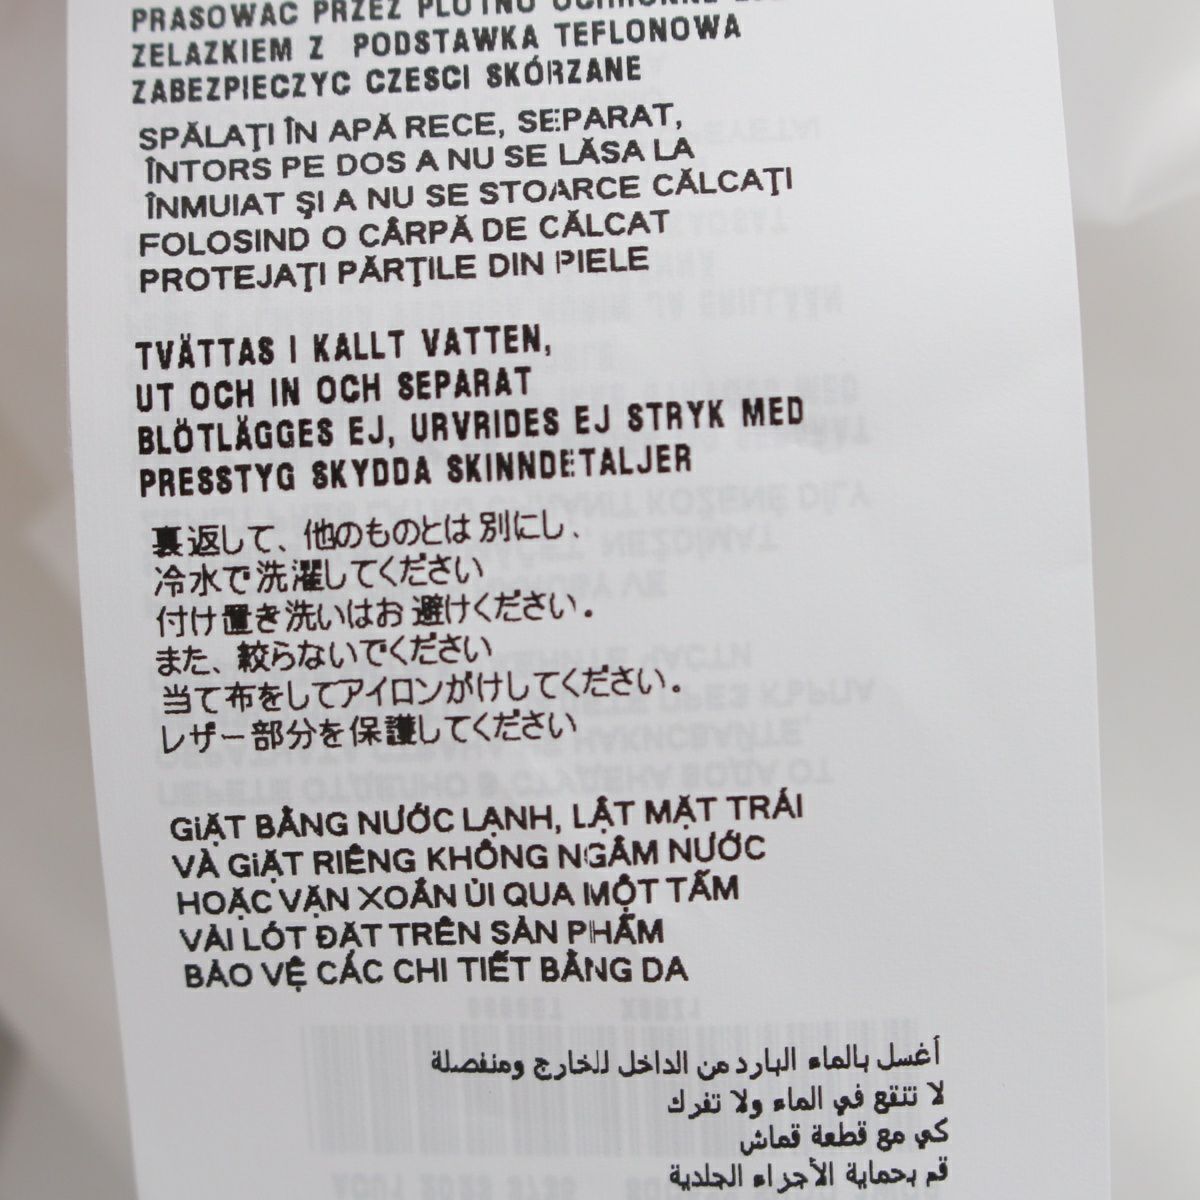 PRASOWAC PRZEZ PLOTNO OCHRONNE
ZELAZKIEM Z PODSTAWKA TEFLONOWA
ZABEZPIECZYC CZESCI SKÓRZANE
SPĂLAŢI ÎN APĂ RECE, SEPARAT,
ÎNTORS PE DOS A NU SE LĂSA LA
ÎNMUIAT ŞI A NU SE STOARCE CĂLCAŢI
FOLOSIND O CÂRPĂ DE CĂLCAT
PROTEJAŢI PĂRŢILE DIN PIELE
TVÄTTAS I KALLT VATTEN,
UT OCH IN OCH SEPARAT
BLÖTLÄGGES EJ, URVRIDES EJ STRYK MED
PRESSTYG SKYDDA SKINNDETALJER
裏返して、他のものとは別にし、
冷水で洗濯してください
付け置き洗いはお避けください.
また、絞らないでください
当て布をしてアイロンがけしてください.
レザー部分を保護してください
GIẶT BẰNG NƯỚC LẠNH, LẬT MẶT TRÁI
VÀ GIẶT RIÊNG KHÔNG NGÂM NƯỚC
HOẶC VẶN XOẮN ỦI QUA MỘT TẤM
VẢI LÓT ĐẶT TRÊN SẢN PHẨM
BẢO VỆ CÁC CHI TIẾT BẰNG DA
أغسل بالماء البارد من الداخل للخارج ومنفصلة
لا تنقع في الماء ولا تفرك
كي مع قطعة قماش
قم بحماية الأجزاء الجلدية